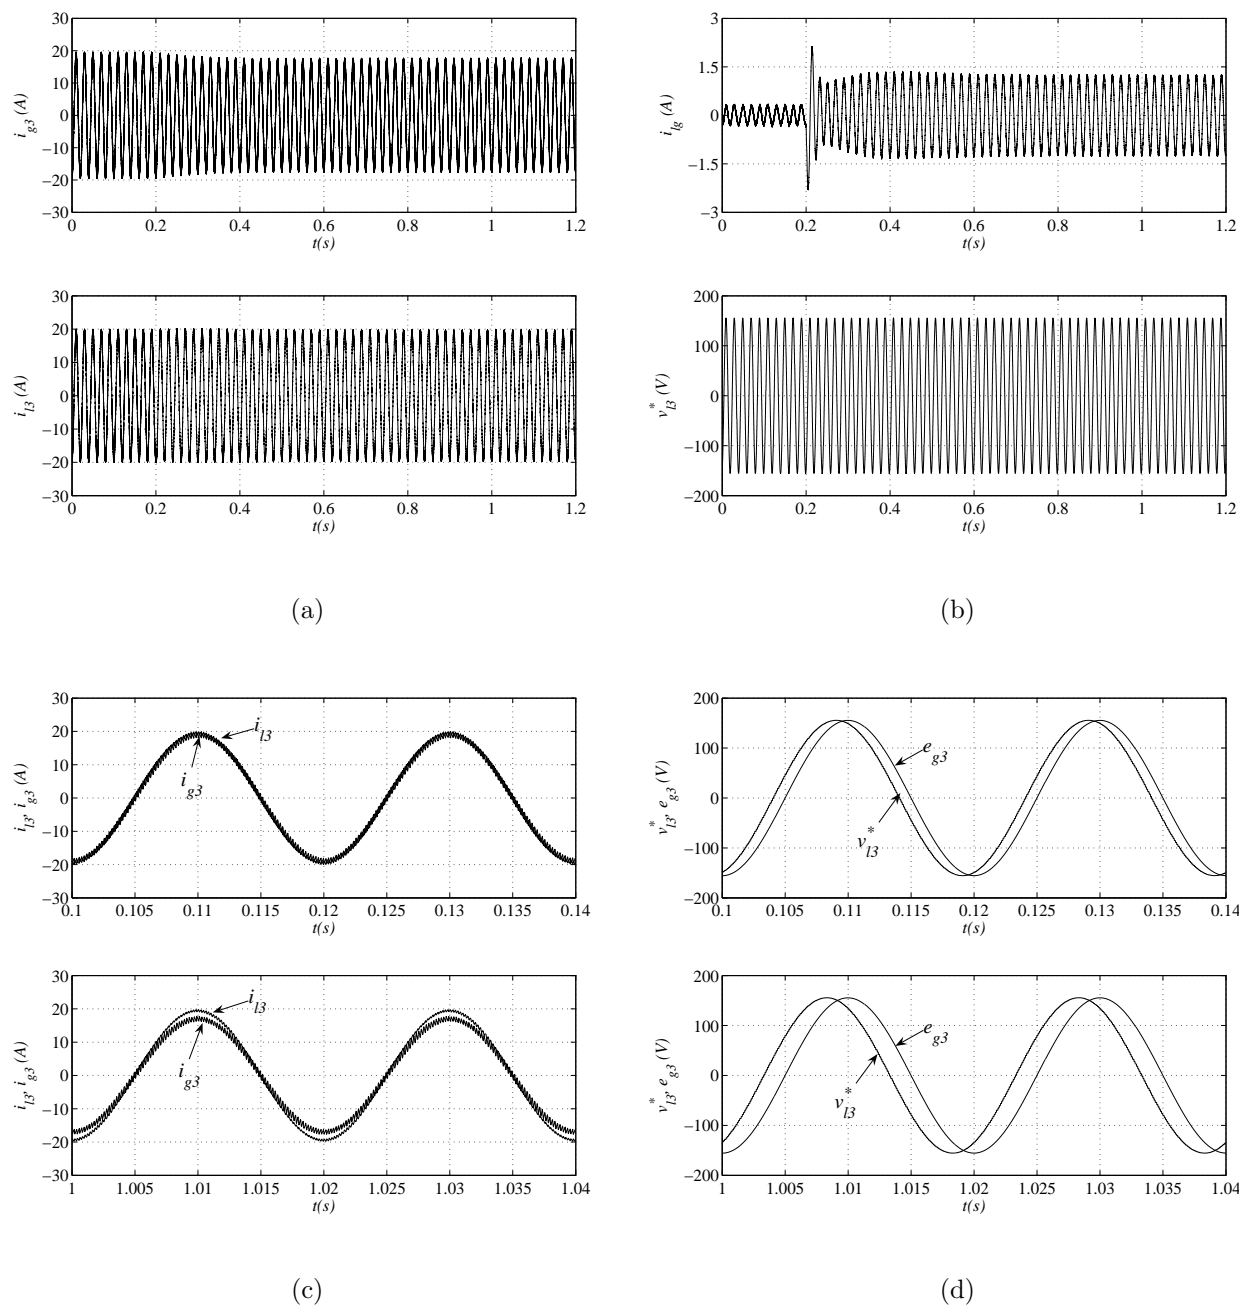 30
20
10
0
−10
−20
−30
0 0.2 0.4 0.6 0.8 1 1.2
i_g3 (A)
t(s)
3
1.5
0
−1.5
−3
0 0.2 0.4 0.6 0.8 1 1.2
i_lg (A)
t(s)
30
20
10
0
−10
−20
−30
0 0.2 0.4 0.6 0.8 1 1.2
i_l3 (A)
t(s)
200
100
0
−100
−200
0 0.2 0.4 0.6 0.8 1 1.2
v*_l3 (V)
t(s)
(a)
(b)
30
20
10
0
−10
−20
−30
0.1 0.105 0.11 0.115 0.12 0.125 0.13 0.135 0.14
i_l3, i_g3 (A)
i_l3
i_g3
t(s)
200
100
0
−100
−200
0.1 0.105 0.11 0.115 0.12 0.125 0.13 0.135 0.14
v*_l3, e_g3 (V)
e_g3
v*_l3
t(s)
30
20
10
0
−10
−20
−30
1 1.005 1.01 1.015 1.02 1.025 1.03 1.035 1.04
i_l3, i_g3 (A)
i_l3
i_g3
t(s)
200
100
0
−100
−200
1 1.005 1.01 1.015 1.02 1.025 1.03 1.035 1.04
v*_l3, e_g3 (V)
e_g3
v*_l3
t(s)
(c)
(d)